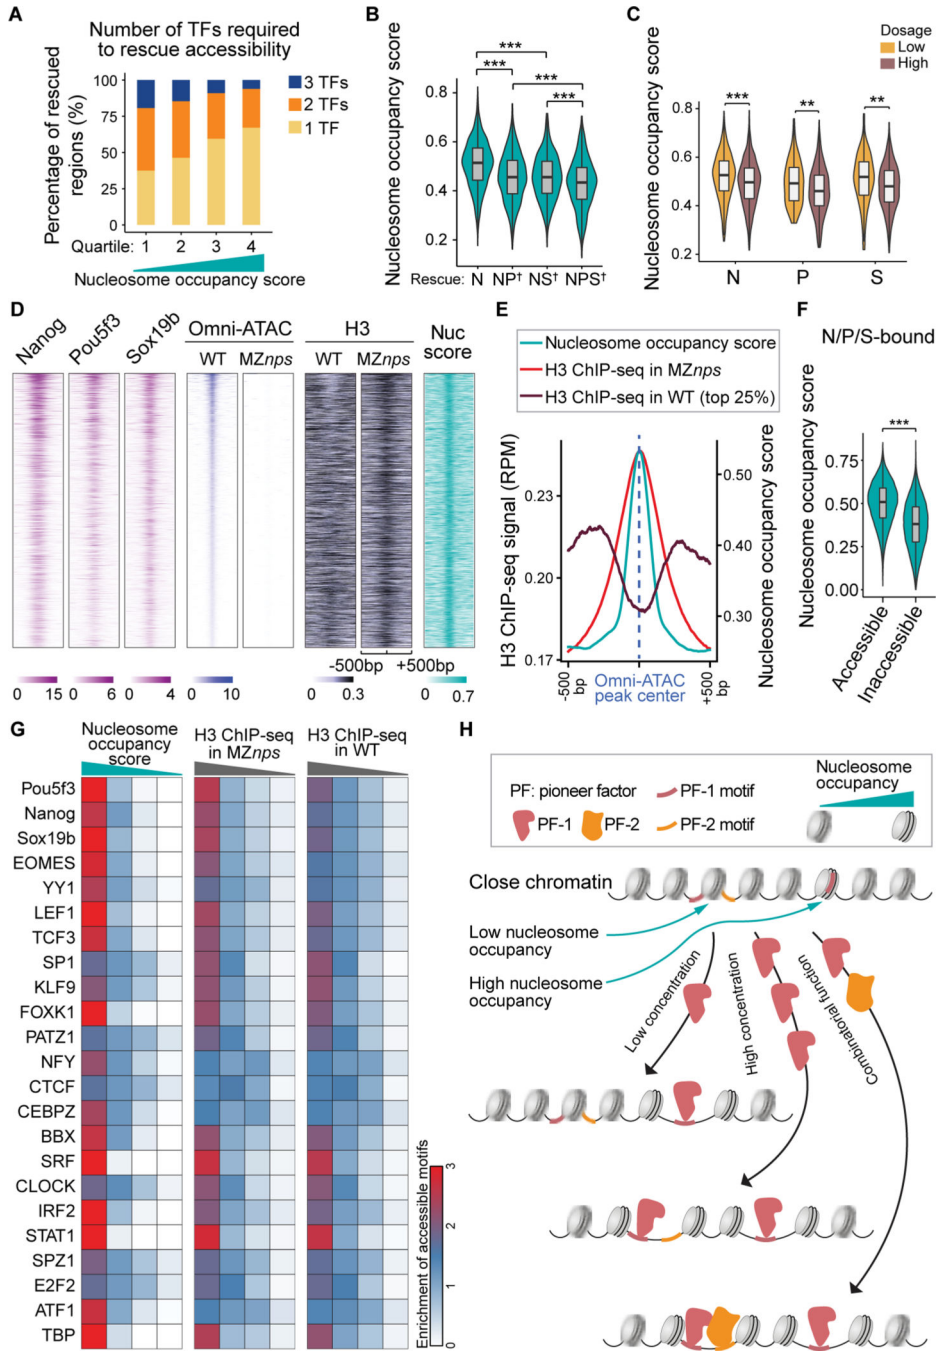 A
Number of TFs required
to rescue accessibility
Percentage of rescued
regions (%)
100
75
50
25
0
3 TFs
2 TFs
1 TF
Quartile: 1 2 3 4
Nucleosome occupancy score
B
Nucleosome occupancy score
0.8
0.6
0.4
0.2
***
***
***
***
Rescue: N NP† NS† NPS†
C
Nucleosome occupancy score
Dosage
Low
High
0.8
0.6
0.4
0.2
***
**
**
N P S
D
Nanog
Pou5f3
Sox19b
Omni-ATAC
WT MZnps
H3
WT MZnps
Nuc
score
-500bp +500bp
0 15
0 6
0 4
0 10
0 0.3
0 0.7
E
Nucleosome occupancy score
H3 ChIP-seq in MZnps
H3 ChIP-seq in WT (top 25%)
H3 ChIP-seq signal (RPM)
0.23
0.20
0.17
0.50
0.40
0.30
Nucleosome occupancy score
-500
bp
Omni-ATAC
peak center
+500
bp
F
N/P/S-bound
Nucleosome occupancy score
***
0.75
0.50
0.25
0.00
Accessible
Inaccessible
G
Nucleosome
occupancy
score
H3 ChIP-seq
in MZnps
H3 ChIP-seq
in WT
Pou5f3
Nanog
Sox19b
EOMES
YY1
LEF1
TCF3
SP1
KLF9
FOXK1
PATZ1
NFY
CTCF
CEBPZ
BBX
SRF
CLOCK
IRF2
STAT1
SPZ1
E2F2
ATF1
TBP
Enrichment of accessible motifs
3
2
1
0
H
PF: pioneer factor
PF-1 motif
PF-1
PF-2
PF-2 motif
Nucleosome
occupancy
Close chromatin
Low nucleosome
occupancy
High nucleosome
occupancy
Low concentration
High concentration
Combinatorial function